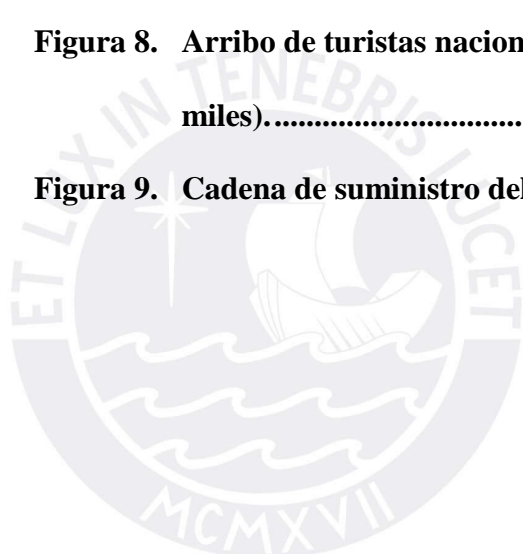 Figura 8. Arribo de turistas nacion
miles)...............................
Figura 9. Cadena de suministro del
ET LUX IN TENEBRIS LUCET
MCMXVII